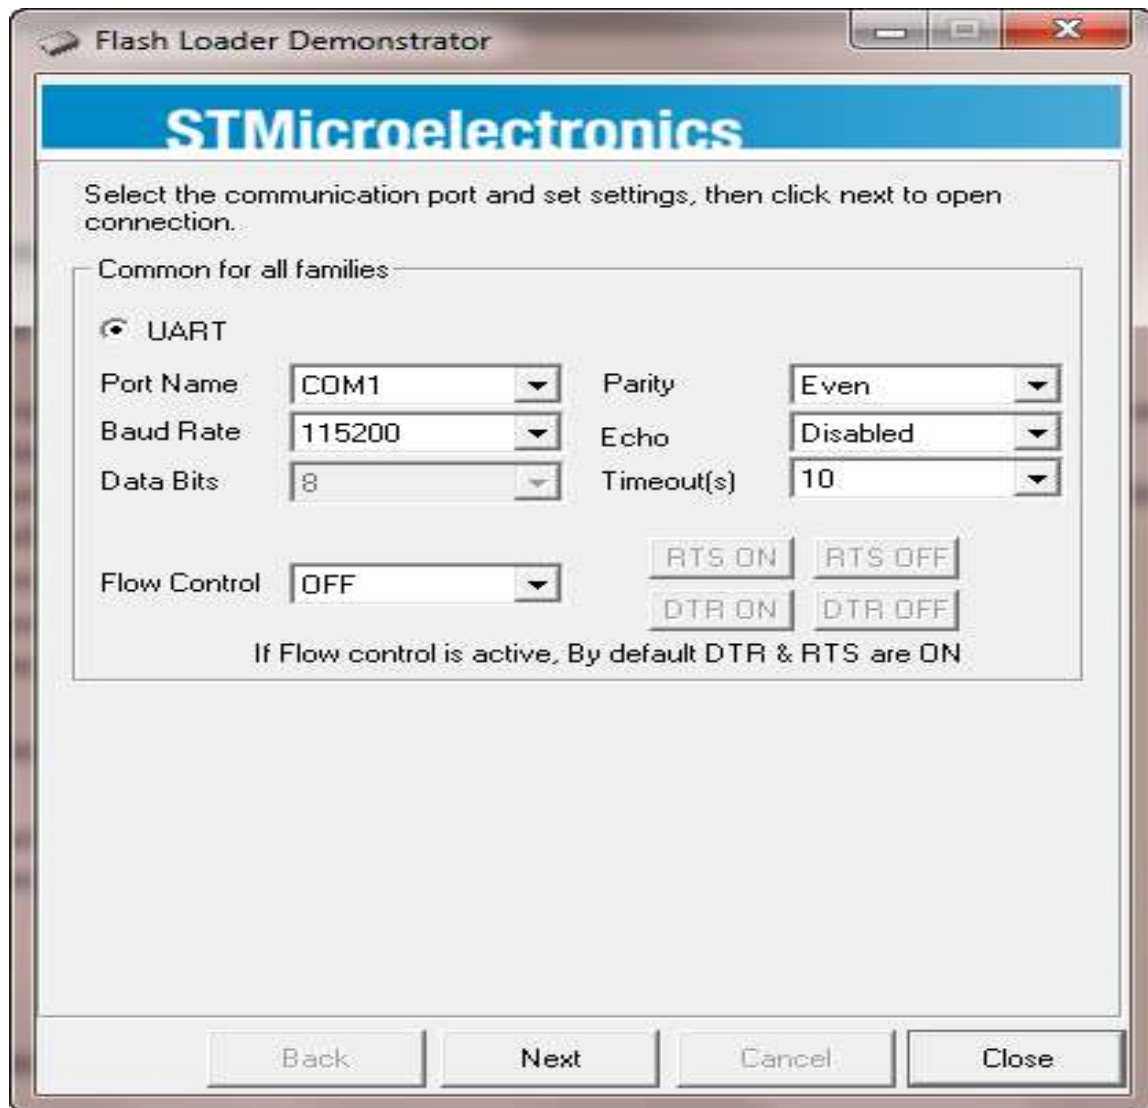 Flash Loader Demonstrator
STMicroelectronics
Select the communication port and set settings, then click next to open
connection.
Common for all families
UART
Port Name COM1 Parity Even
Baud Rate 115200 Echo Disabled
Data Bits 8 Timeout(s) 10
RTS ON RTS OFF
Flow Control OFF
DTR ON DTR OFF
If Flow control is active, By default DTR & RTS are ON
Back Next Cancel Close